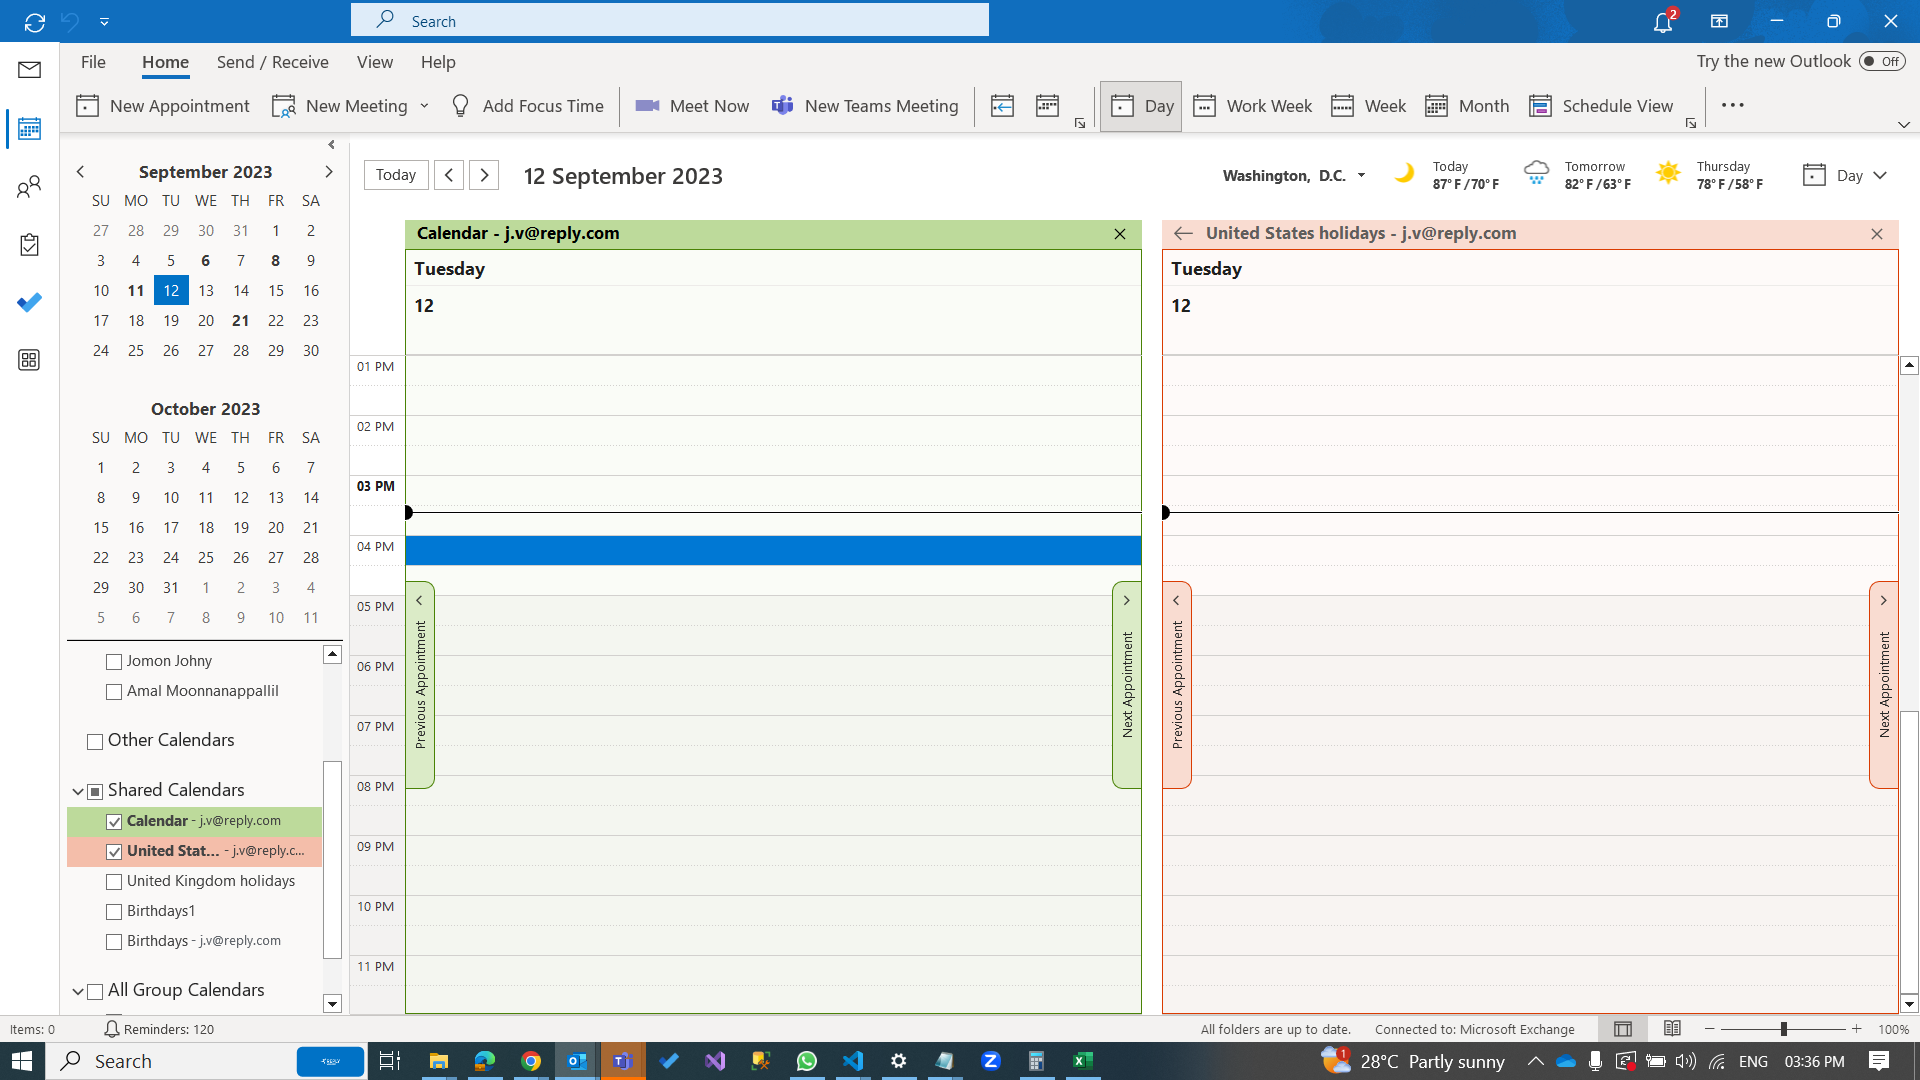 Search
2
File Home Send / Receive View Help
Try the new Outlook Off
New Appointment New Meeting Add Focus Time Meet Now New Teams Meeting Day Work Week Week Month Schedule View
September 2023
SU MO TU WE TH FR SA
27 28 29 30 31 1 2
3 4 5 6 7 8 9
10 11 12 13 14 15 16
17 18 19 20 21 22 23
24 25 26 27 28 29 30
October 2023
SU MO TU WE TH FR SA
1 2 3 4 5 6 7
8 9 10 11 12 13 14
15 16 17 18 19 20 21
22 23 24 25 26 27 28
29 30 31 1 2 3 4
5 6 7 8 9 10 11
Jomon Johny
Amal Moonnanappallil
Other Calendars
Shared Calendars
Calendar - j.v@reply.com
United Stat... - j.v@reply.c...
United Kingdom holidays
Birthdays1
Birthdays - j.v@reply.com
All Group Calendars
Today
12 September 2023
Washington, D.C.
Today
87°F/70°F
Tomorrow
82°F/63°F
Thursday
78°F/58°F
Day
Calendar - j.v@reply.com
Tuesday
12
United States holidays - j.v@reply.com
Tuesday
12
01 PM
02 PM
03 PM
04 PM
05 PM
06 PM
07 PM
08 PM
09 PM
10 PM
11 PM
Previous Appointment
Next Appointment
Previous Appointment
Next Appointment
Items: 0 Reminders: 120
All folders are up to date. Connected to: Microsoft Exchange 100%
Search REPLY
1 28°C Partly sunny ENG 03:36 PM